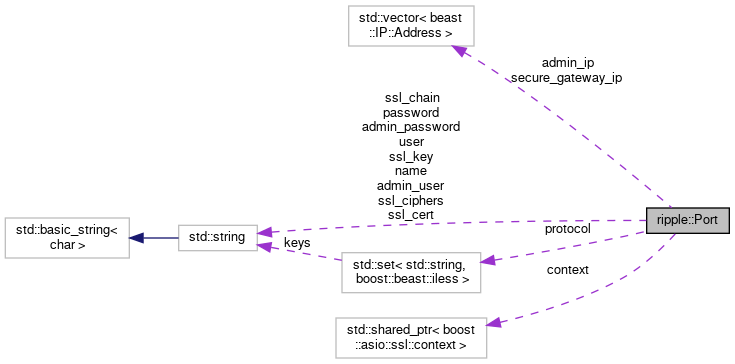 std::vector< beast
::IP::Address >
admin_ip
secure_gateway_ip
ssl_chain
password
admin_password
user
ssl_key
name
admin_user
ssl_ciphers
ssl_cert
ripple::Port
std::basic_string<
char >
std::string
keys
protocol
std::set< std::string,
boost::beast::iless >
context
std::shared_ptr< boost
::asio::ssl::context >